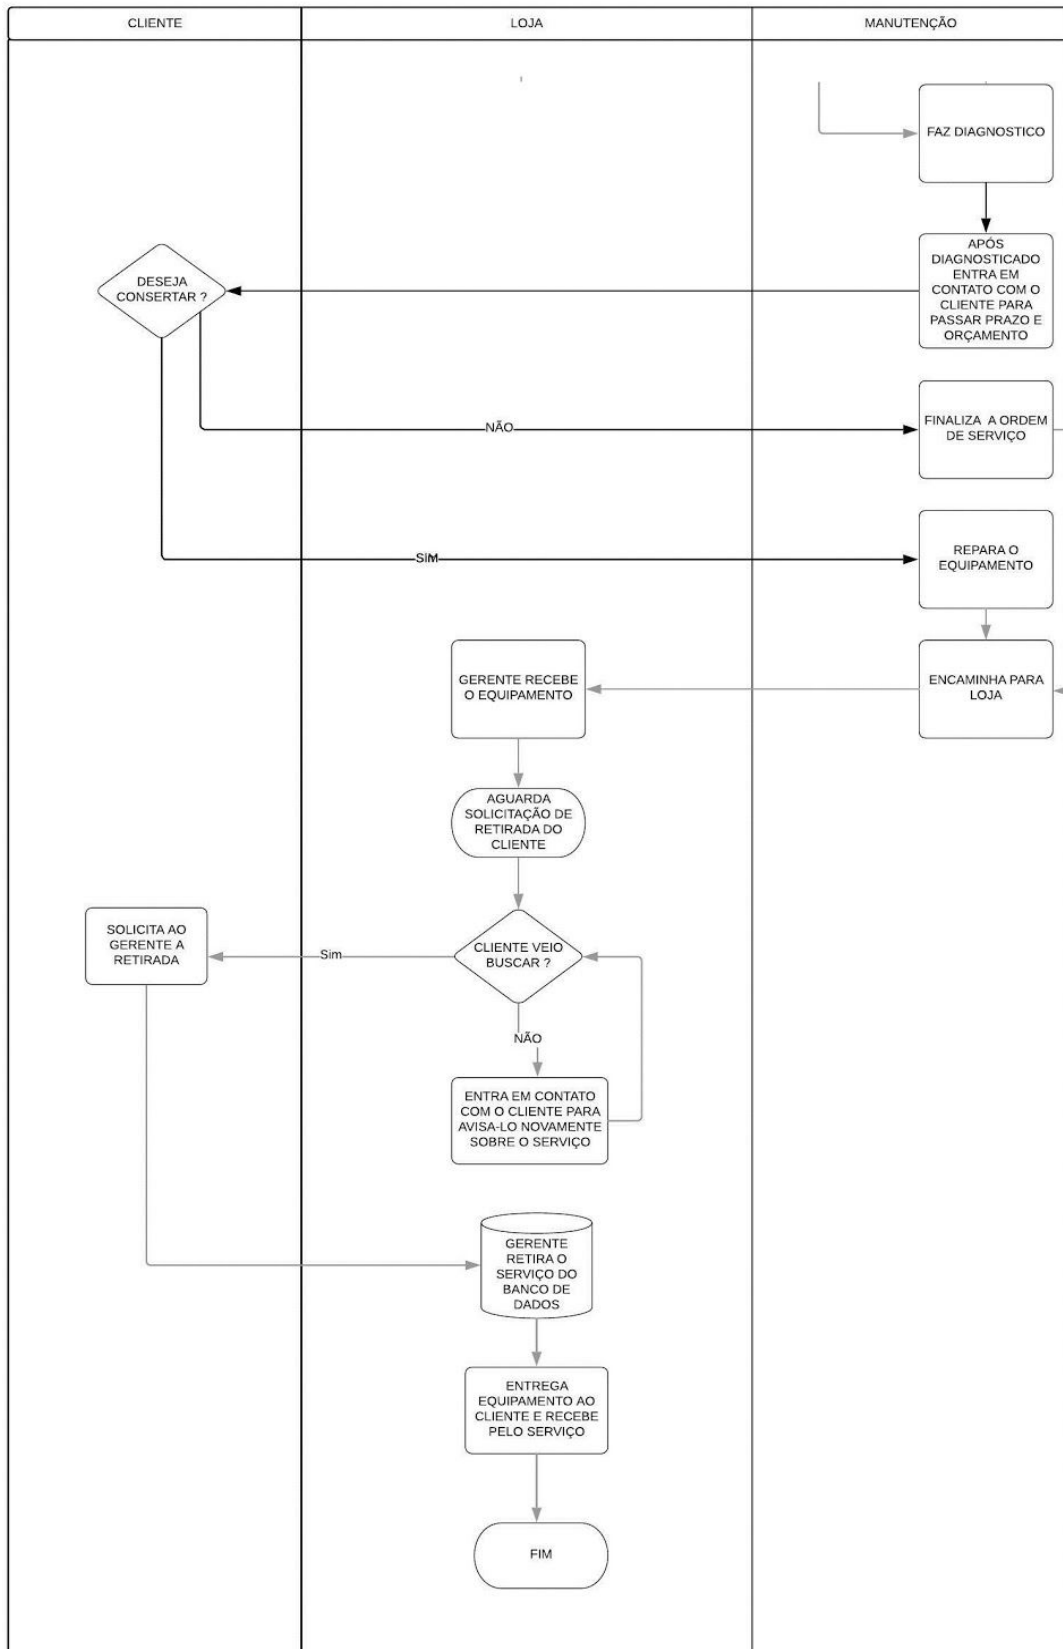 CLIENTE
LOJA
MANUTENÇÃO
FAZ DIAGNOSTICO
APÓS
DIAGNOSTICADO
ENTRA EM
CONTATO COM O
CLIENTE PARA
PASSAR PRAZO E
ORÇAMENTO
DESEJA
CONSERTAR ?
NÃO
FINALIZA A ORDEM
DE SERVIÇO
SIM
REPARA O
EQUIPAMENTO
ENCAMINHA PARA
LOJA
GERENTE RECEBE
O EQUIPAMENTO
AGUARDA
SOLICITAÇÃO DE
RETIRADA DO
CLIENTE
CLIENTE VEIO
BUSCAR ?
Sim
SOLICITA AO
GERENTE A
RETIRADA
NÃO
ENTRA EM CONTATO
COM O CLIENTE PARA
AVISA-LO NOVAMENTE
SOBRE O SERVIÇO
GERENTE
RETIRA O
SERVIÇO DO
BANCO DE
DADOS
ENTREGA
EQUIPAMENTO AO
CLIENTE E RECEBE
PELO SERVIÇO
FIM